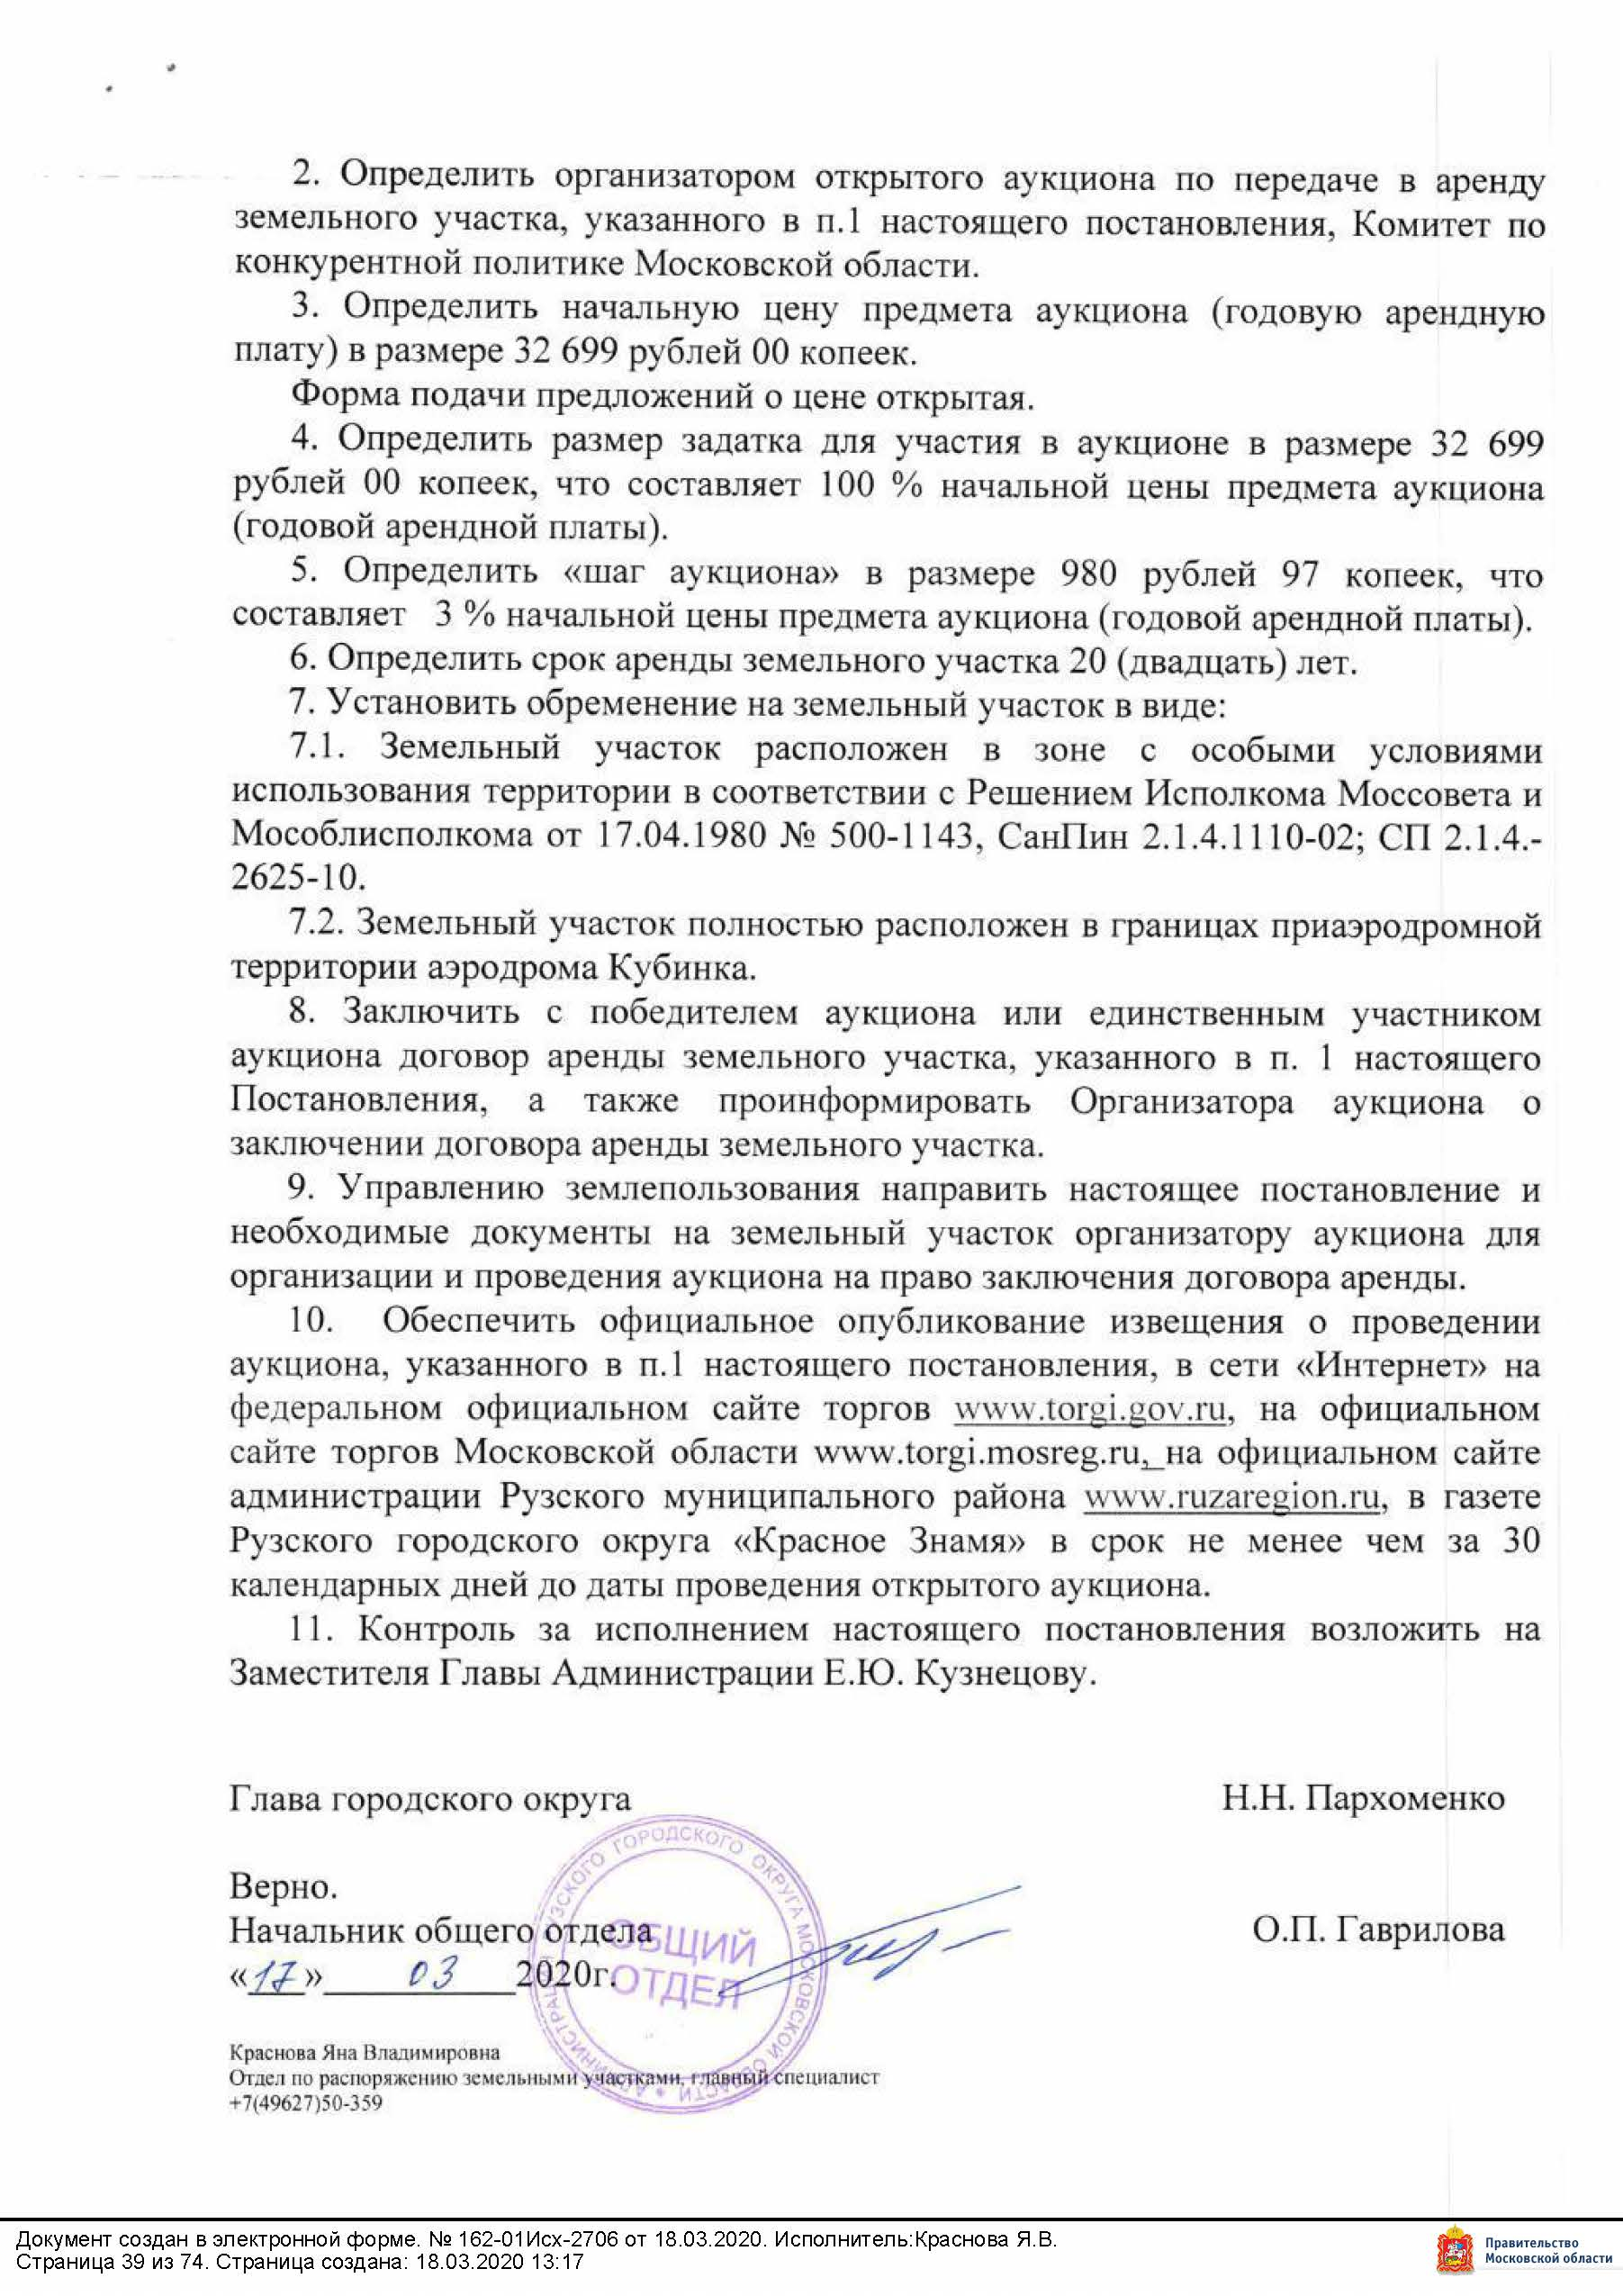 2. Определить организатором открытого аукциона по передаче в аренду
земельного участка, указанного в п.1 настоящего постановления, Комитет по
конкурентной политике Московской области.
3. Определить начальную цену предмета аукциона (годовую арендную
плату) в размере 32 699 рублей 00 копеек.
Форма подачи предложений о цене открытая.
4. Определить размер задатка для участия в аукционе в размере 32 699
рублей 00 копеек, что составляет 100 % начальной цены предмета аукциона
(годовой арендной платы).
5. Определить «шаг аукциона» в размере 980 рублей 97 копеек, что
составляет 3 % начальной цены предмета аукциона (годовой арендной платы).
6. Определить срок аренды земельного участка 20 (двадцать) лет.
7. Установить обременение на земельный участок в виде:
7.1. Земельный участок расположен в зоне с особыми условиями
использования территории в соответствии с Решением Исполкома Моссовета и
Мособлисполкома от 17.04.1980 № 500-1143, СанПин 2.1.4.1110-02; СП 2.1.4.-
2625-10.
7.2. Земельный участок полностью расположен в границах приаэродромной
территории аэродрома Кубинка.
8. Заключить с победителем аукциона или единственным участником
аукциона договор аренды земельного участка, указанного в п. 1 настоящего
Постановления, а также проинформировать Организатора аукциона о
заключении договора аренды земельного участка.
9. Управлению землепользования направить настоящее постановление и
необходимые документы на земельный участок организатору аукциона для
организации и проведения аукциона на право заключения договора аренды.
10. Обеспечить официальное опубликование извещения о проведении
аукциона, указанного в п.1 настоящего постановления, в сети «Интернет» на
федеральном официальном сайте торгов www.torgi.gov.ru, на официальном
сайте торгов Московской области www.torgi.mosreg.ru, на официальном сайте
администрации Рузского муниципального района www.ruzaregion.ru, в газете
Рузского городского округа «Красное Знамя» в срок не менее чем за 30
календарных дней до даты проведения открытого аукциона.
11. Контроль за исполнением настоящего постановления возложить на
Заместителя Главы Администрации Е.Ю. Кузнецову.
Глава городского округа Н.Н. Пархоменко
Верно.
Начальник общего отдела О.П. Гаврилова
«17» 03 2020г.
АДМИНИСТРАЦИЯ РУЗСКОГО ГОРОДСКОГО ОКРУГА МОСКОВСКОЙ ОБЛАСТИ
ОБЩИЙ
ОТДЕЛ
Краснова Яна Владимировна
Отдел по распоряжению земельными участками, главный специалист
+7(49627)50-359
Документ создан в электронной форме. № 162-01Исх-2706 от 18.03.2020. Исполнитель:Краснова Я.В.
Страница 39 из 74. Страница создана: 18.03.2020 13:17
Правительство
Московской области